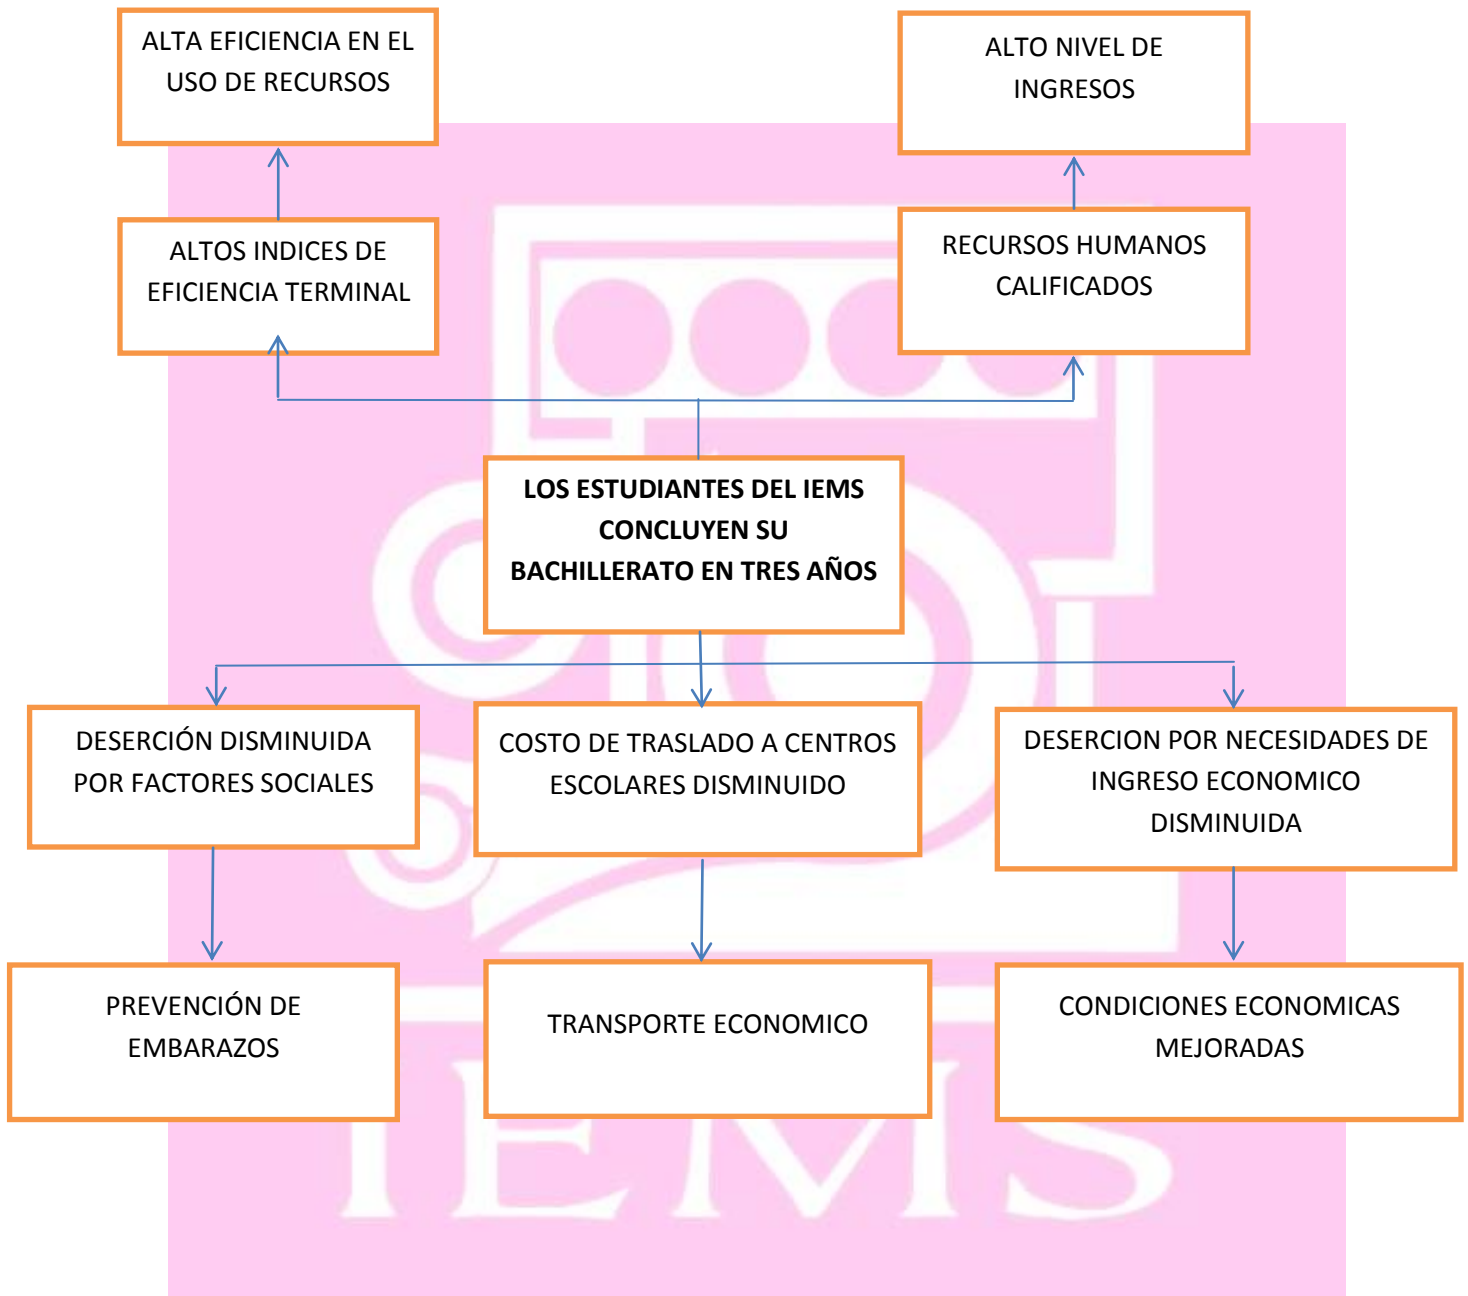 ALTA EFICIENCIA EN EL
USO DE RECURSOS
ALTO NIVEL DE
INGRESOS
ALTOS INDICES DE
EFICIENCIA TERMINAL
RECURSOS HUMANOS
CALIFICADOS
LOS ESTUDIANTES DEL IEMS
CONCLUYEN SU
BACHILLERATO EN TRES AÑOS
DESERCIÓN DISMINUIDA
POR FACTORES SOCIALES
COSTO DE TRASLADO A CENTROS
ESCOLARES DISMINUIDO
DESERCION POR NECESIDADES DE
INGRESO ECONOMICO
DISMINUIDA
PREVENCIÓN DE
EMBARAZOS
TRANSPORTE ECONOMICO
CONDICIONES ECONOMICAS
MEJORADAS
IEMS